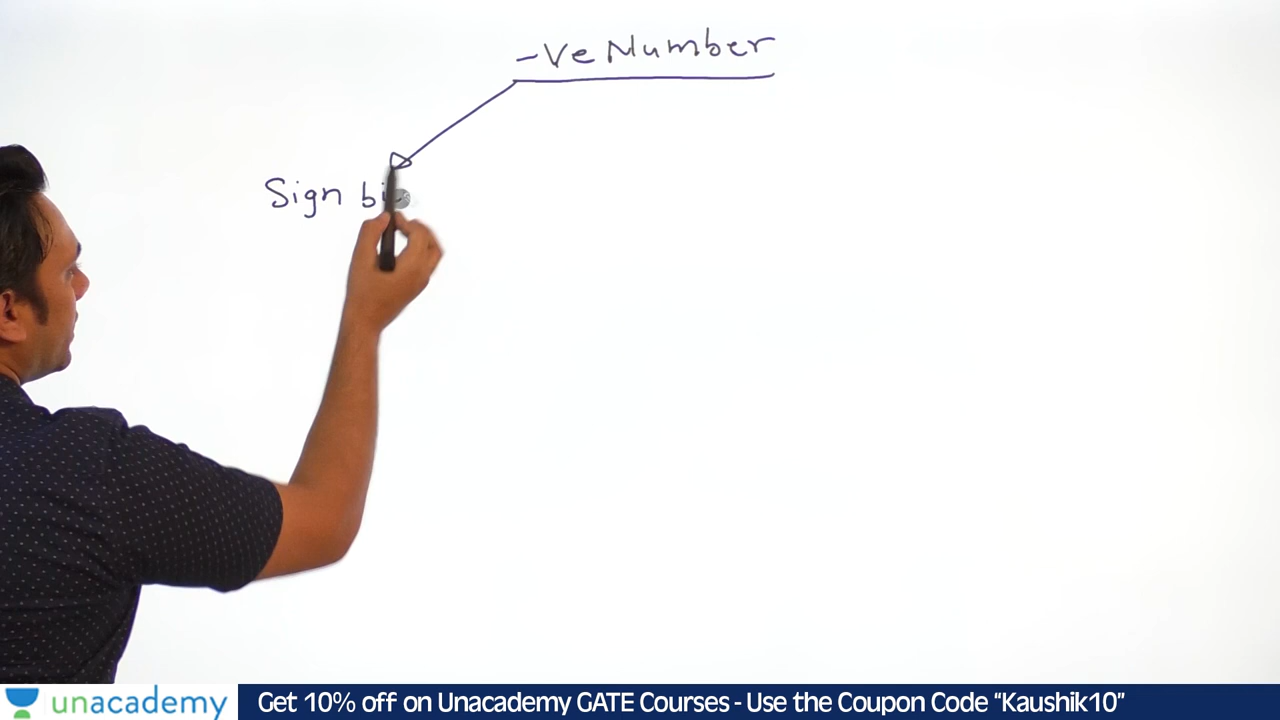 -Ve Number
Sign
unacademy
Get 10% off on Unacademy GATE Courses - Use the Coupon Code “Kaushik10”